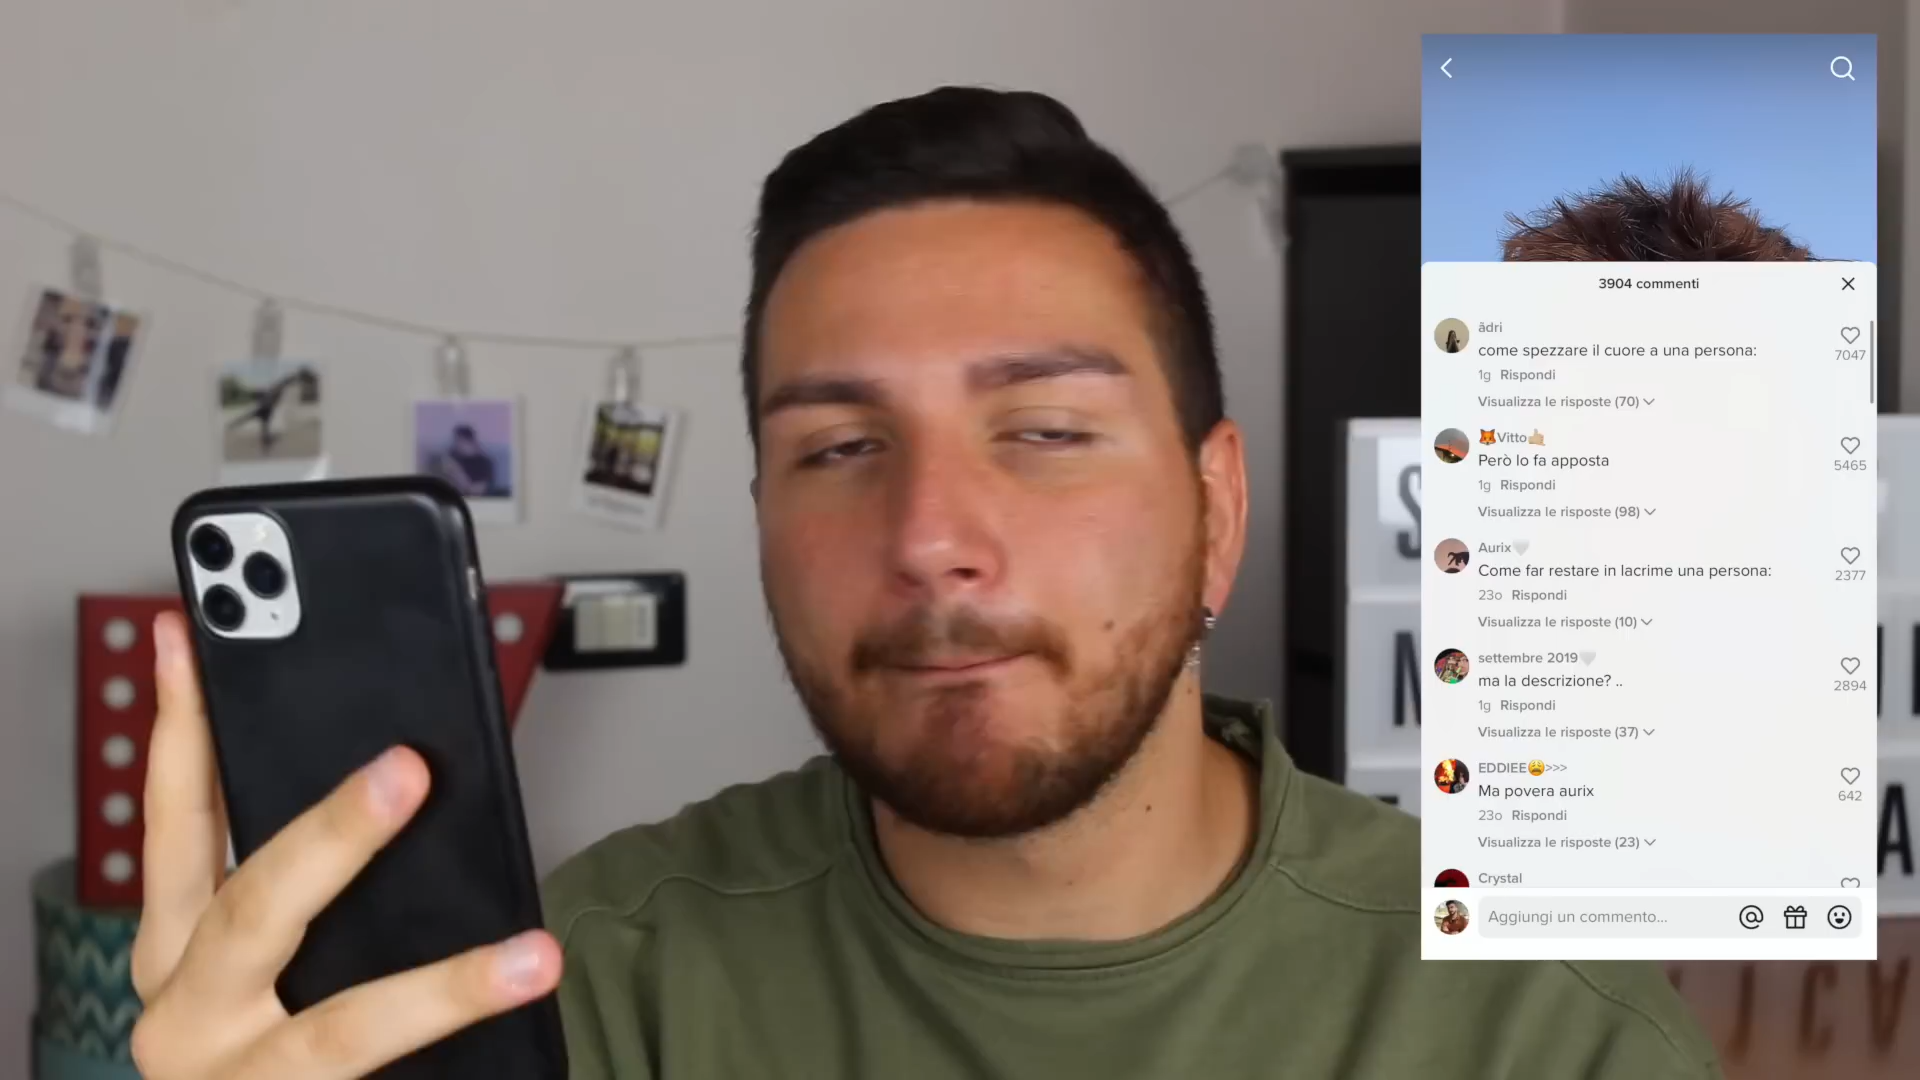 3904 commenti
âdri
come spezzare il cuore a una persona:
7047
1g Rispondi
Visualizza le risposte (70)
🦊Vitto🤙🏼
Però lo fa apposta
5465
1g Rispondi
Visualizza le risposte (98)
Aurix🤍
Come far restare in lacrime una persona:
2377
23o Rispondi
Visualizza le risposte (10)
settembre 2019🤍
ma la descrizione? ..
2894
1g Rispondi
Visualizza le risposte (37)
EDDIEE😩>>>
Ma povera aurix
642
23o Rispondi
Visualizza le risposte (23)
Crystal
Aggiungi un commento...